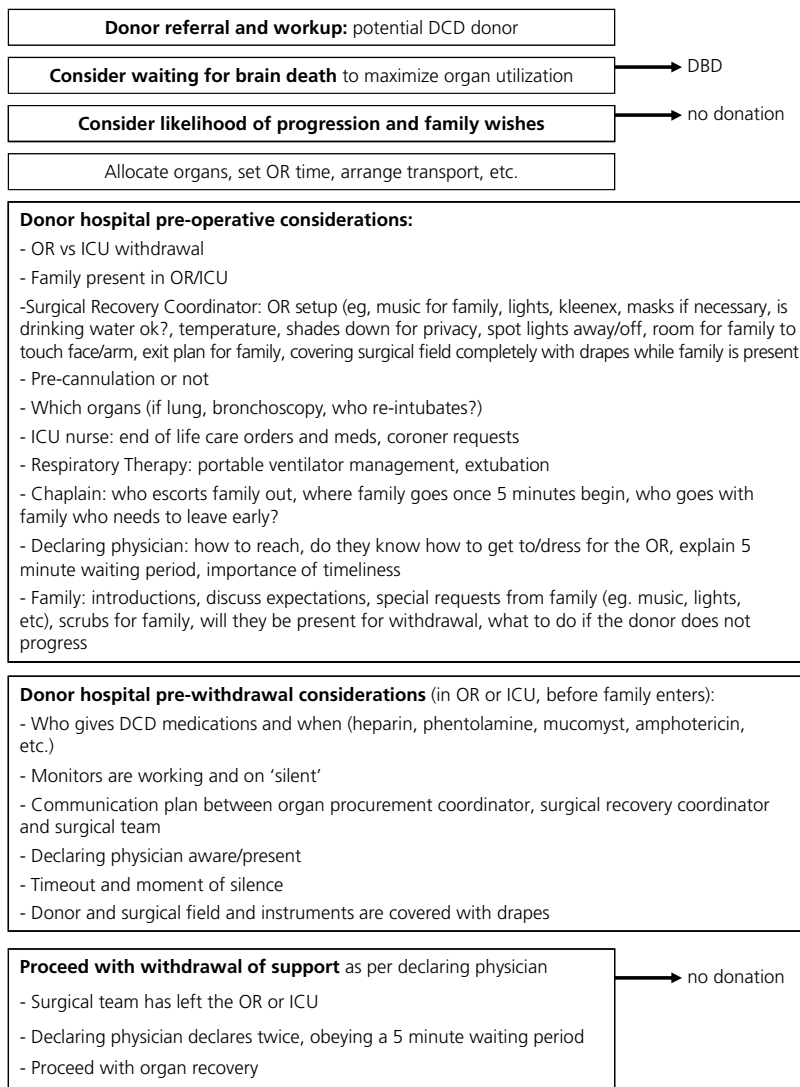 Donor referral and workup: potential DCD donor
Consider waiting for brain death to maximize organ utilization
DBD
Consider likelihood of progression and family wishes
no donation
Allocate organs, set OR time, arrange transport, etc.
Donor hospital pre-operative considerations:
- OR vs ICU withdrawal
- Family present in OR/ICU
-Surgical Recovery Coordinator: OR setup (eg, music for family, lights, kleenex, masks if necessary, is
drinking water ok?, temperature, shades down for privacy, spot lights away/off, room for family to
touch face/arm, exit plan for family, covering surgical field completely with drapes while family is present
- Pre-cannulation or not
- Which organs (if lung, bronchoscopy, who re-intubates?)
- ICU nurse: end of life care orders and meds, coroner requests
- Respiratory Therapy: portable ventilator management, extubation
- Chaplain: who escorts family out, where family goes once 5 minutes begin, who goes with
family who needs to leave early?
- Declaring physician: how to reach, do they know how to get to/dress for the OR, explain 5
minute waiting period, importance of timeliness
- Family: introductions, discuss expectations, special requests from family (eg. music, lights,
etc), scrubs for family, will they be present for withdrawal, what to do if the donor does not
progress
Donor hospital pre-withdrawal considerations (in OR or ICU, before family enters):
- Who gives DCD medications and when (heparin, phentolamine, mucomyst, amphotericin,
etc.)
- Monitors are working and on ‘silent’
- Communication plan between organ procurement coordinator, surgical recovery coordinator
and surgical team
- Declaring physician aware/present
- Timeout and moment of silence
- Donor and surgical field and instruments are covered with drapes
Proceed with withdrawal of support as per declaring physician
no donation
- Surgical team has left the OR or ICU
- Declaring physician declares twice, obeying a 5 minute waiting period
- Proceed with organ recovery